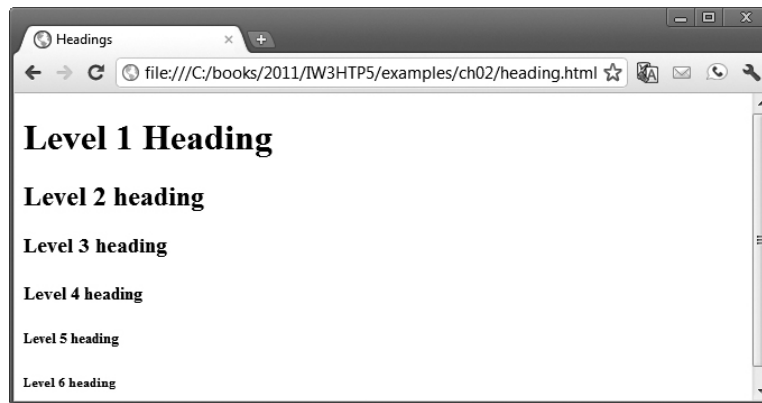 Headings
file:///C:/books/2011/IW3HTP5/examples/ch02/heading.html
Level 1 Heading
Level 2 heading
Level 3 heading
Level 4 heading
Level 5 heading
Level 6 heading